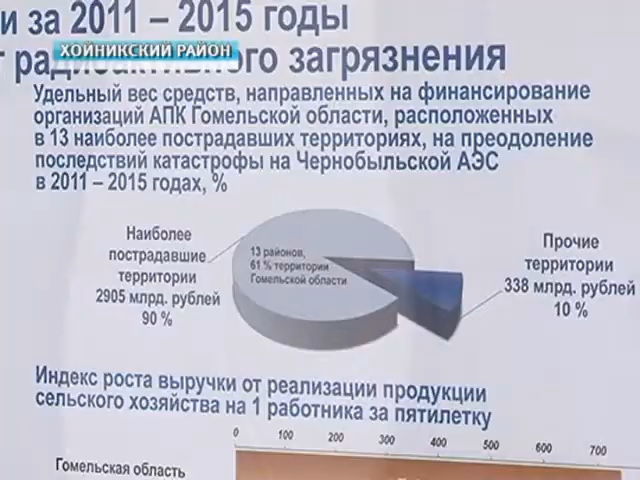 и за 2011 – 2015 годы
ХОЙНИКСКИЙ РАЙОН
радиоактивного загрязнения
Удельный вес средств, направленных на финансирование
организаций АПК Гомельской области, расположенных
в 13 наиболее пострадавших территориях, на преодоление
последствий катастрофы на Чернобыльской АЭС
в 2011 – 2015 годах, %
Наиболее
пострадавшие
территории
2905 млрд. рублей
90 %
13 районов,
61 % территории
Гомельской области
Прочие
территории
338 млрд. рублей
10 %
Индекс роста выручки от реализации продукции
сельского хозяйства на 1 работника за пятилетку
0 100 200 300 400 500 600 700
Гомельская область